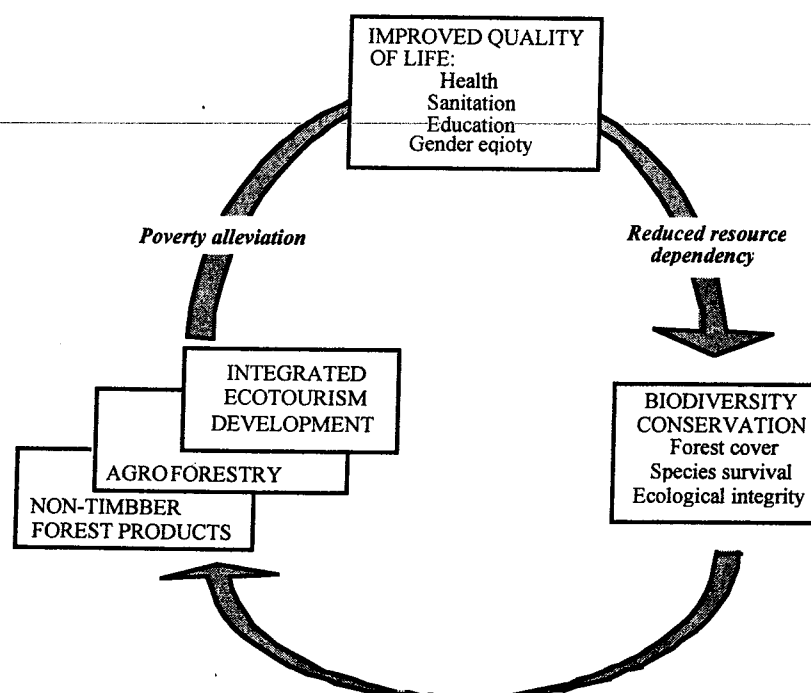 IMPROVED QUALITY
OF LIFE:
Health
Sanitation
Education
Gender eqioty
Poverty alleviation
Reduced resource
dependency
INTEGRATED
ECOTOURISM
DEVELOPMENT
AGROFORESTRY
NON-TIMBBER
FOREST PRODUCTS
BIODIVERSITY
CONSERVATION
Forest cover
Species survival
Ecological integrity